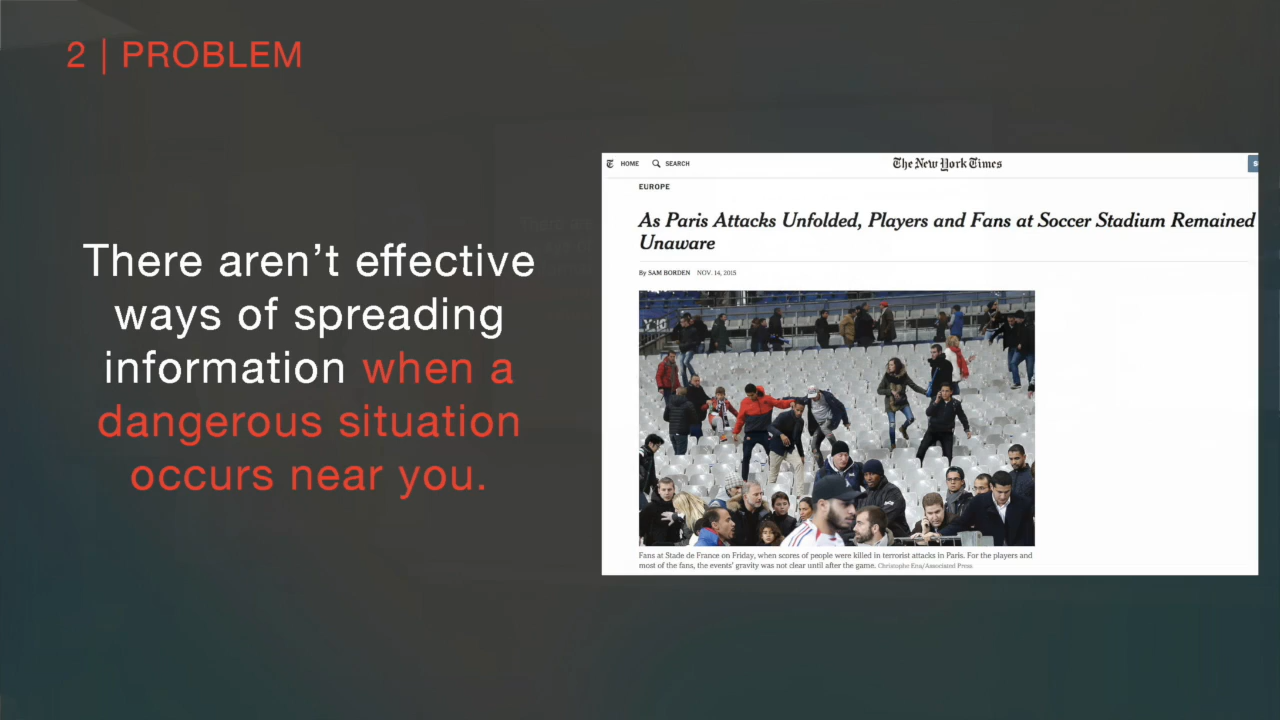 2 | PROBLEM
There aren't effective
ways of spreading
information when a
dangerous situation
occurs near you.
HOME SEARCH The New York Times
EUROPE
As Paris Attacks Unfolded, Players and Fans at Soccer Stadium Remained
Unaware
By SAM BORDEN NOV. 14, 2015
Y10
Fans at Stade de France on Friday, when scores of people were killed in terrorist attacks in Paris. For the players and
most of the fans, the events' gravity was not clear until after the game. Christophe Ena/Associated Press